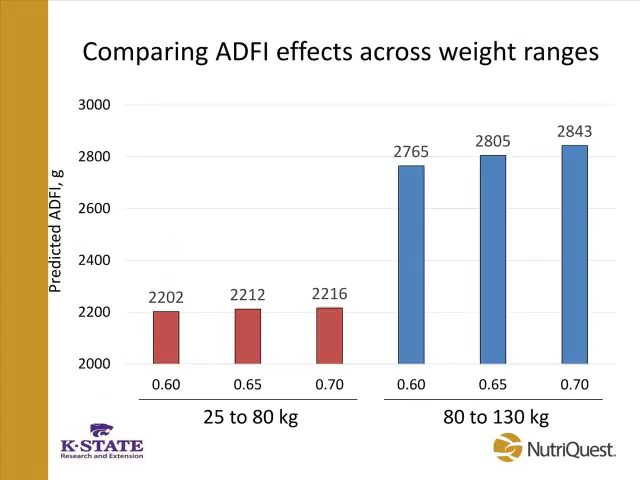 Comparing ADFI effects across weight ranges
Predicted ADFI, g
3000
2800
2600
2400
2200
2000
2202
2212
2216
2765
2805
2843
0.60 0.65 0.70 0.60 0.65 0.70
25 to 80 kg 80 to 130 kg
K-STATE
Research and Extension
NutriQuest.